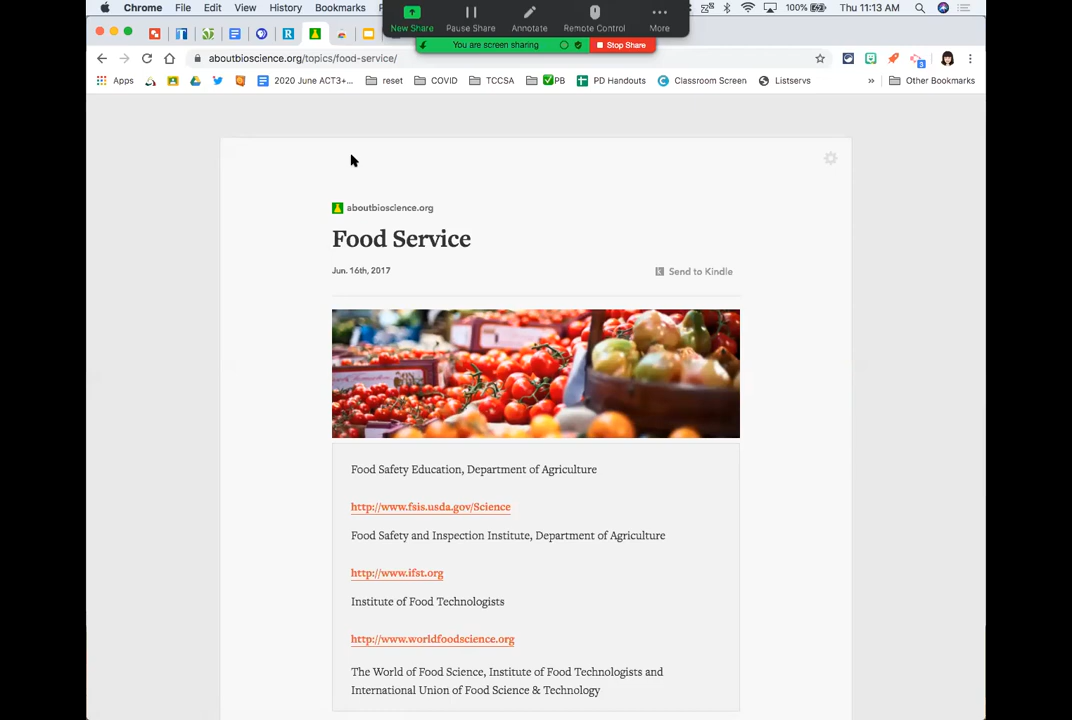 Chrome File Edit View History Bookmarks 100% Thu 11:13 AM
New Share Pause Share Annotate Remote Control More
You are screen sharing Stop Share
aboutbioscience.org/topics/food-service/
Apps 2020 June ACT3+... reset COVID TCCSA PB PD Handouts Classroom Screen Listservs » Other Bookmarks
aboutbioscience.org
Food Service
Jun. 16th, 2017 Send to Kindle
Food Safety Education, Department of Agriculture
http://www.fsis.usda.gov/Science
Food Safety and Inspection Institute, Department of Agriculture
http://www.ifst.org
Institute of Food Technologists
http://www.worldfoodscience.org
The World of Food Science, Institute of Food Technologists and
International Union of Food Science & Technology